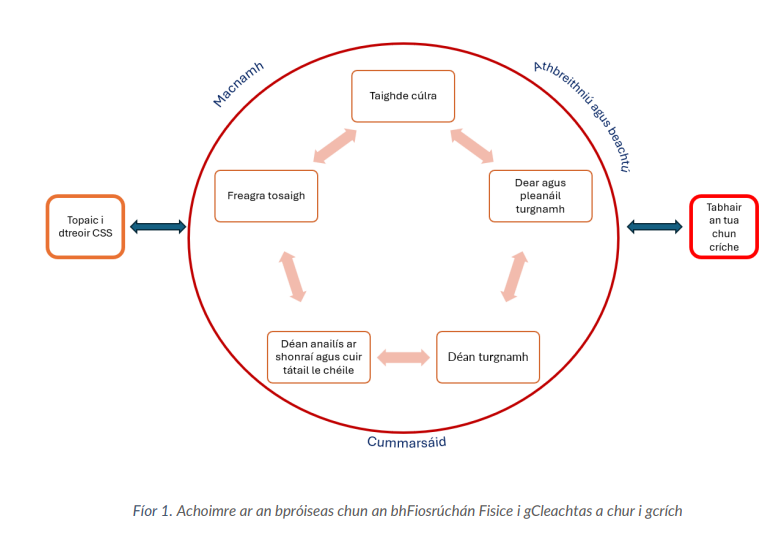 Macnamh
Athbreithniú agus beachtú
Taighde cúlra
Freagra tosaigh
Dear agus
pleanáil
turgnamh
Topaic i
dtreoir CSS
Tabhair
an tua
chun
críche
Déan anailís ar
shonraí agus cuir
tátail le chéile
Déan turgnamh
Cummarsáid
Fíor 1. Achoimre ar an bpróiseas chun an bhFiosrúchán Fisice i gCleachtas a chur i gcrích